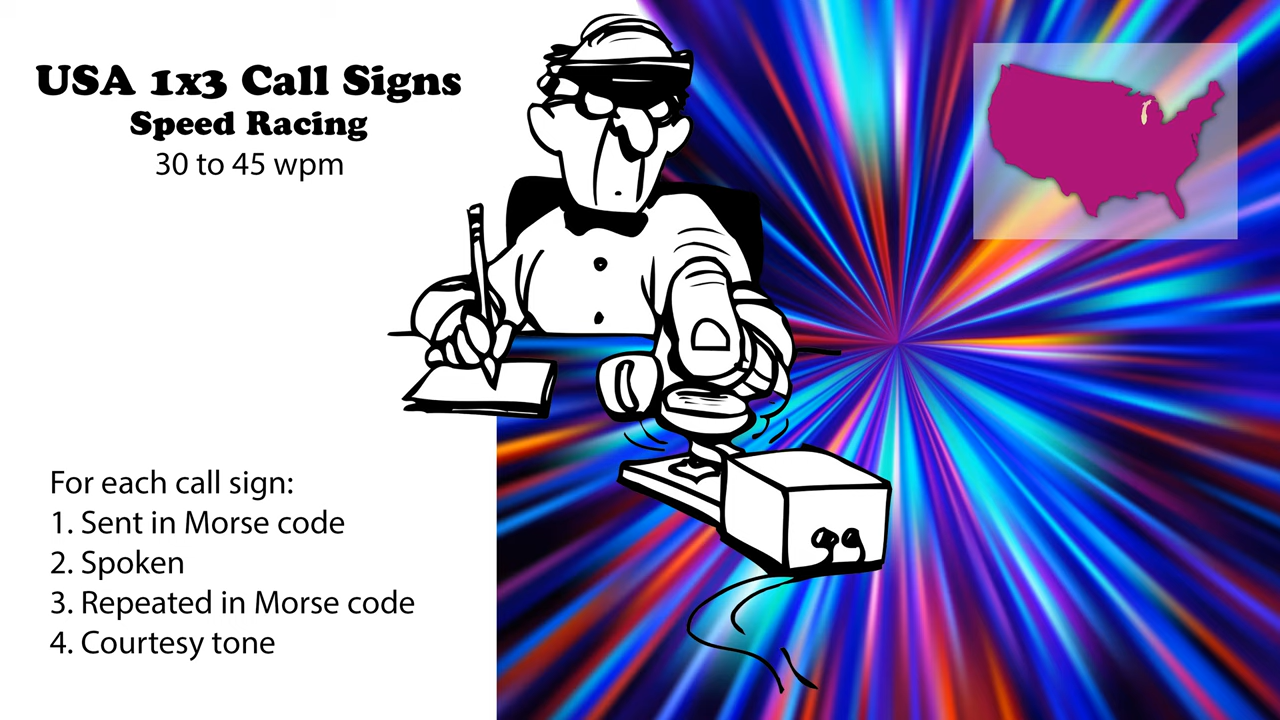 USA 1x3 Call Signs
Speed Racing
30 to 45 wpm
For each call sign:
1. Sent in Morse code
2. Spoken
3. Repeated in Morse code
4. Courtesy tone